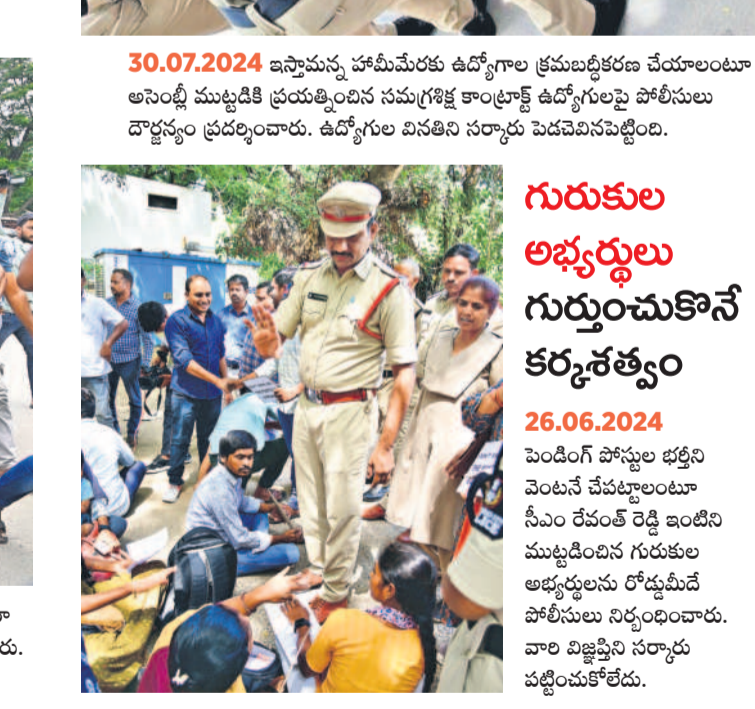 30.07.2024 ఇస్తామన్న హామీమేరకు ఉద్యోగాల క్రమబద్ధీకరణ చేయాలంటూ
అసెంబ్లీ ముట్టడికి ప్రయత్నించిన సమగ్రశిక్ష కాంట్రాక్ట్ ఉద్యోగులపై పోలీసులు
దౌర్జన్యం ప్రదర్శించారు. ఉద్యోగుల వినతిని సర్కారు పెడచెవినపెట్టింది.
గురుకుల
అభ్యర్థులు
గుర్తుంచుకొనే
కర్కశత్వం
26.06.2024
పెండింగ్ పోస్టుల భర్తీని
వెంటనే చేపట్టాలంటూ
సీఎం రేవంత్ రెడ్డి ఇంటిని
ముట్టడించిన గురుకుల
అభ్యర్థులను రోడ్డుమీదే
పోలీసులు నిర్బంధించారు.
వారి విజ్ఞప్తిని సర్కారు
పట్టించుకోలేదు.